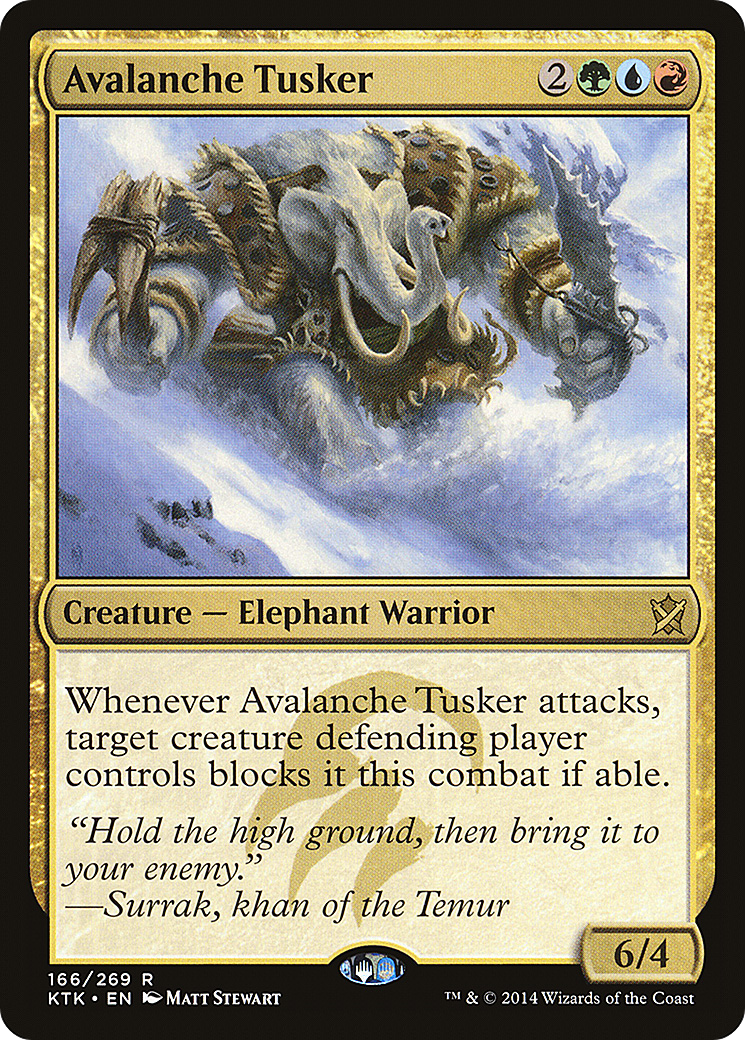 Avalanche Tusker
2
Creature — Elephant Warrior
Whenever Avalanche Tusker attacks,
target creature defending player
controls blocks it this combat if able.
“Hold the high ground, then bring it to
your enemy.”
—Surrak, khan of the Temur
6/4
166/269 R
KTK • EN Matt Stewart
™ & © 2014 Wizards of the Coast